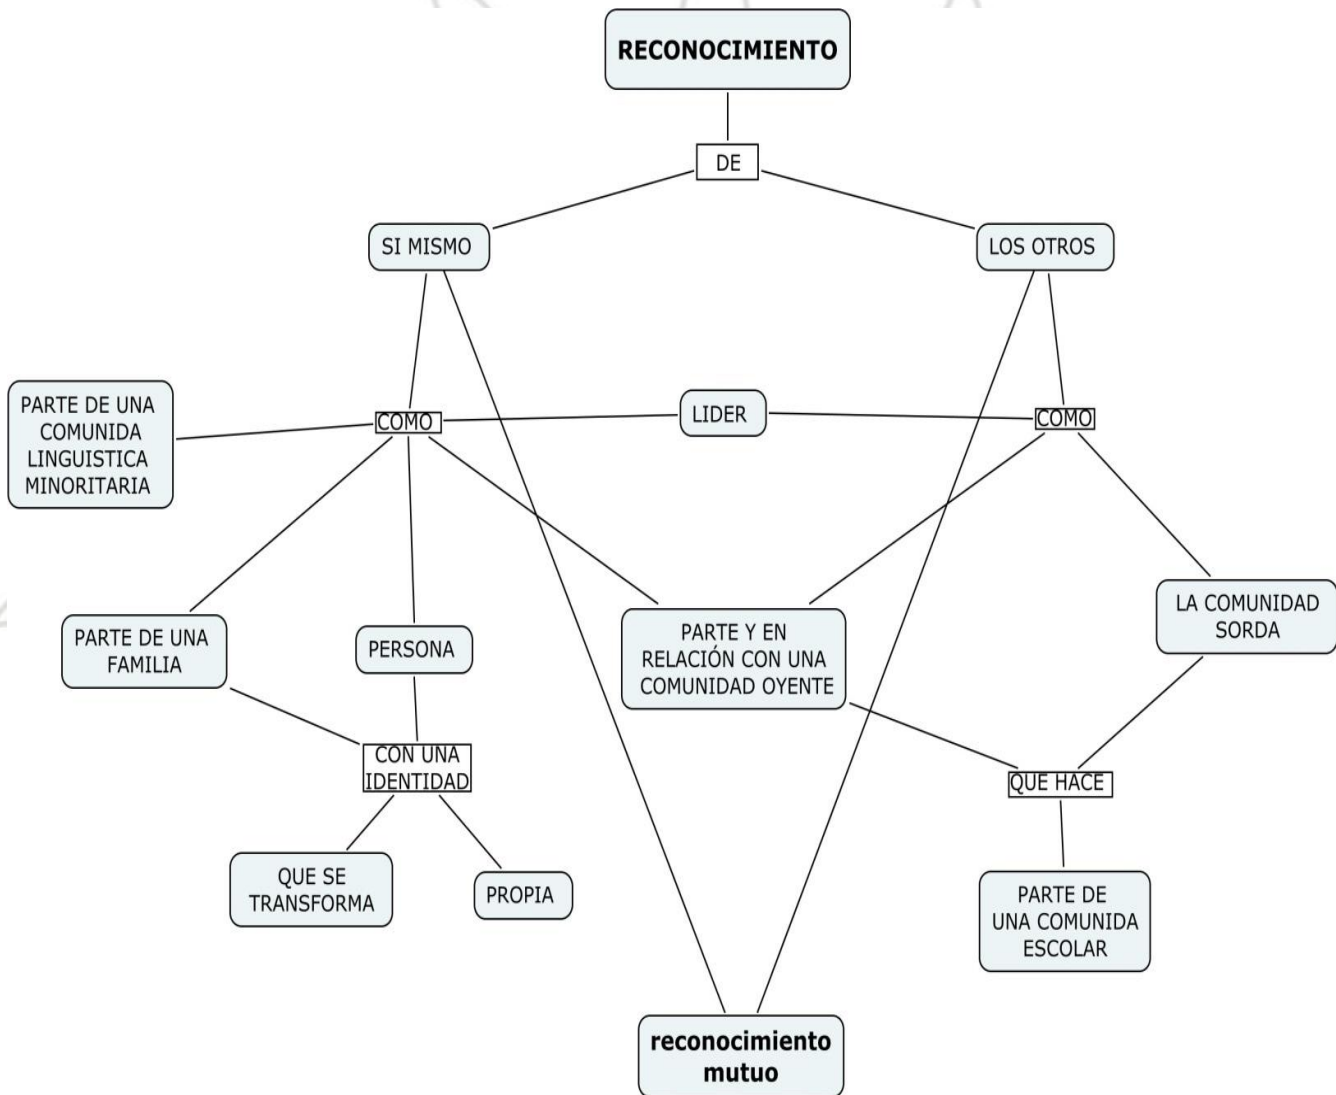 RECONOCIMIENTO
DE
SI MISMO
LOS OTROS
PARTE DE UNA
COMUNIDA
LINGUISTICA
MINORITARIA
COMO
LIDER
COMO
PARTE DE UNA
FAMILIA
PERSONA
PARTE Y EN
RELACIÓN CON UNA
COMUNIDAD OYENTE
LA COMUNIDAD
SORDA
CON UNA
IDENTIDAD
QUE HACE
QUE SE
TRANSFORMA
PROPIA
PARTE DE
UNA COMUNIDA
ESCOLAR
reconocimiento
mutuo